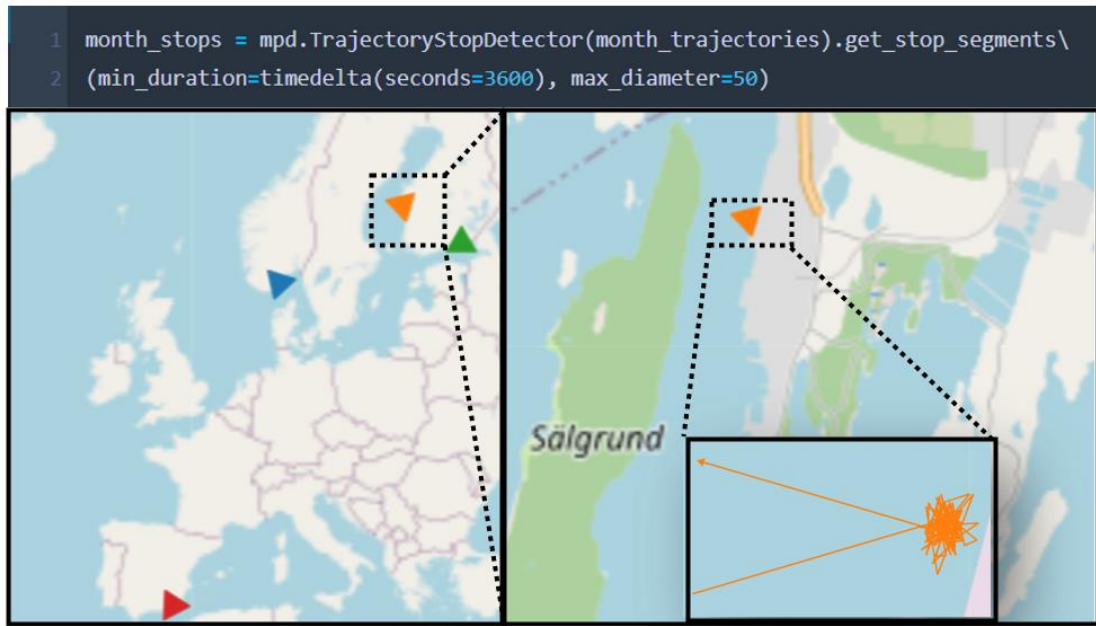 1 month_stops = mpd.TrajectoryStopDetector(month_trajectories).get_stop_segments\
2 (min_duration=timedelta(seconds=3600), max_diameter=50)
Sälgrund